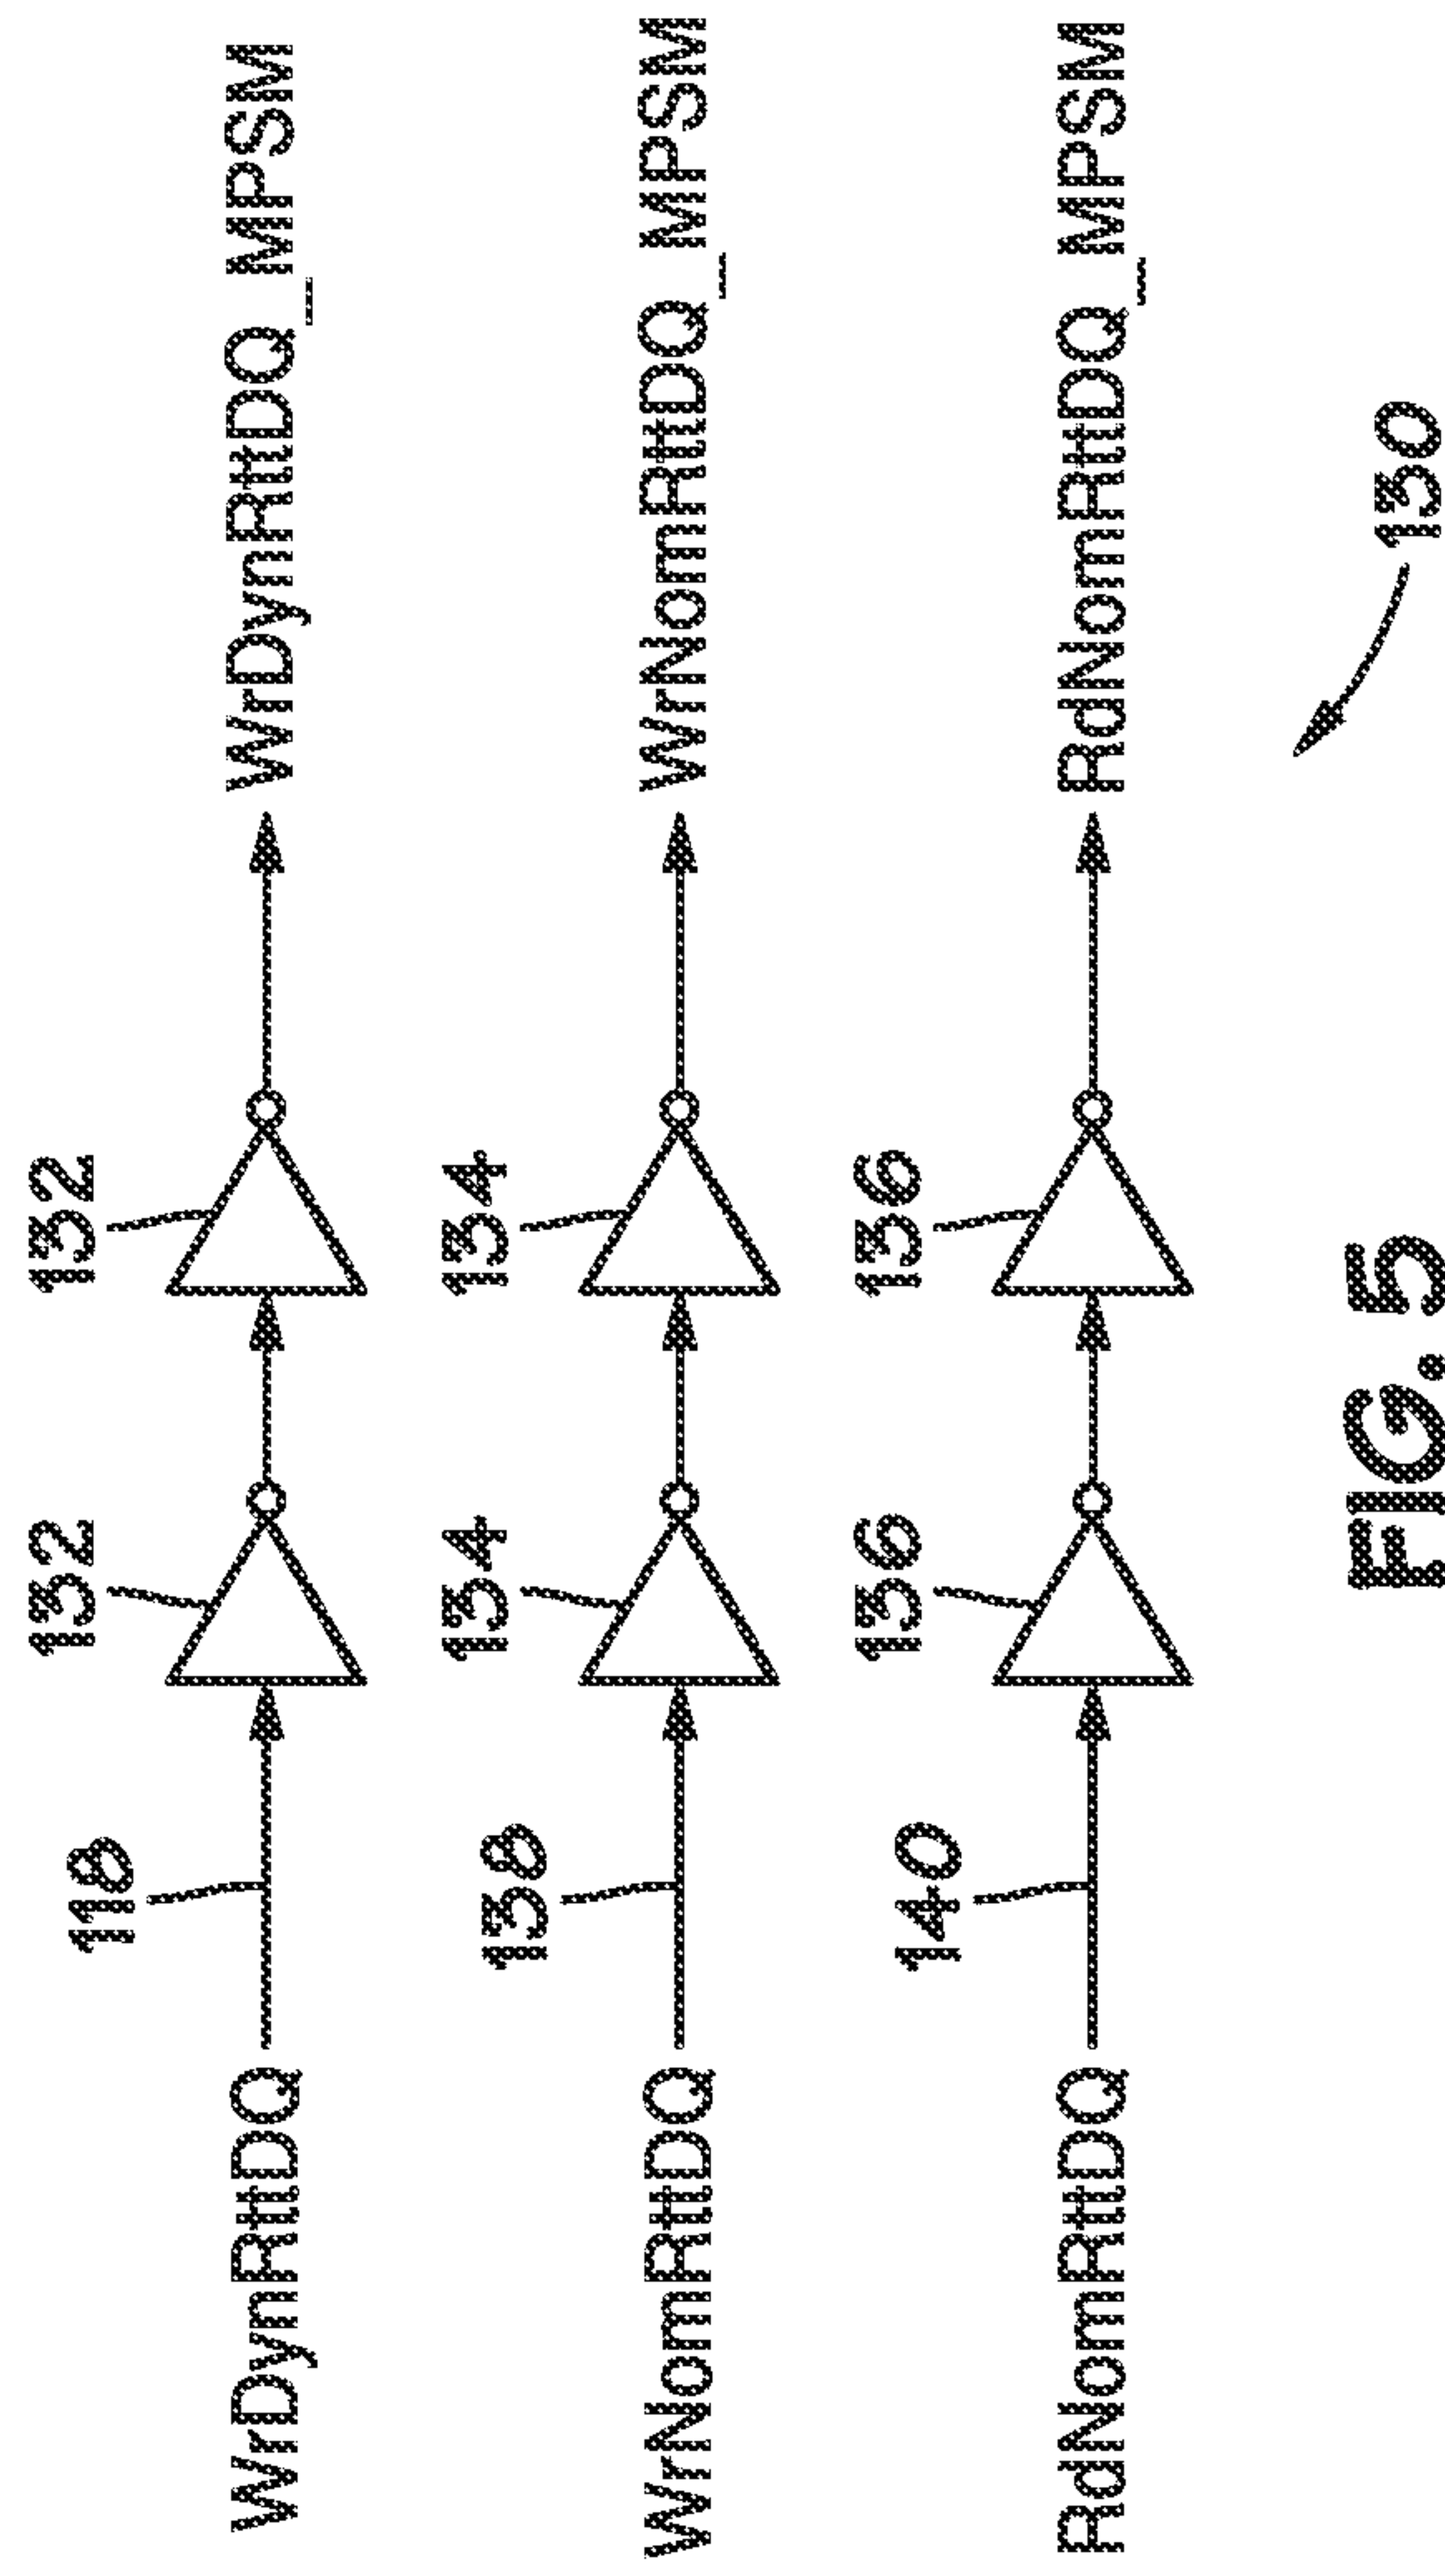 132 132
118
WrDynRttDQ WrDynRttDQ_MPSM
134 134
138
WrNomRttDQ WrNomRttDQ_MPSM
136 136
140
RdNomRttDQ RdNomRttDQ_MPSM
130
FIG. 5